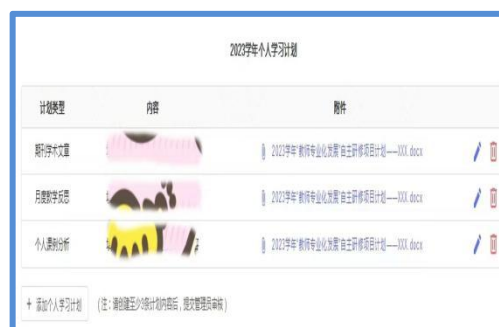 2023学年个人学习计划
计划类型 内容 附件
期刊学术文章 2023学年“教师专业化发展”自主研修项目计划——XXX.docx
月度教学反思 2023学年“教师专业化发展”自主研修项目计划——XXX.docx
个人课例分析 2023学年“教师专业化发展”自主研修项目计划——XXX.docx
+ 添加个人学习计划 (注：请创建至少3条计划内容后，提交管理员审核)